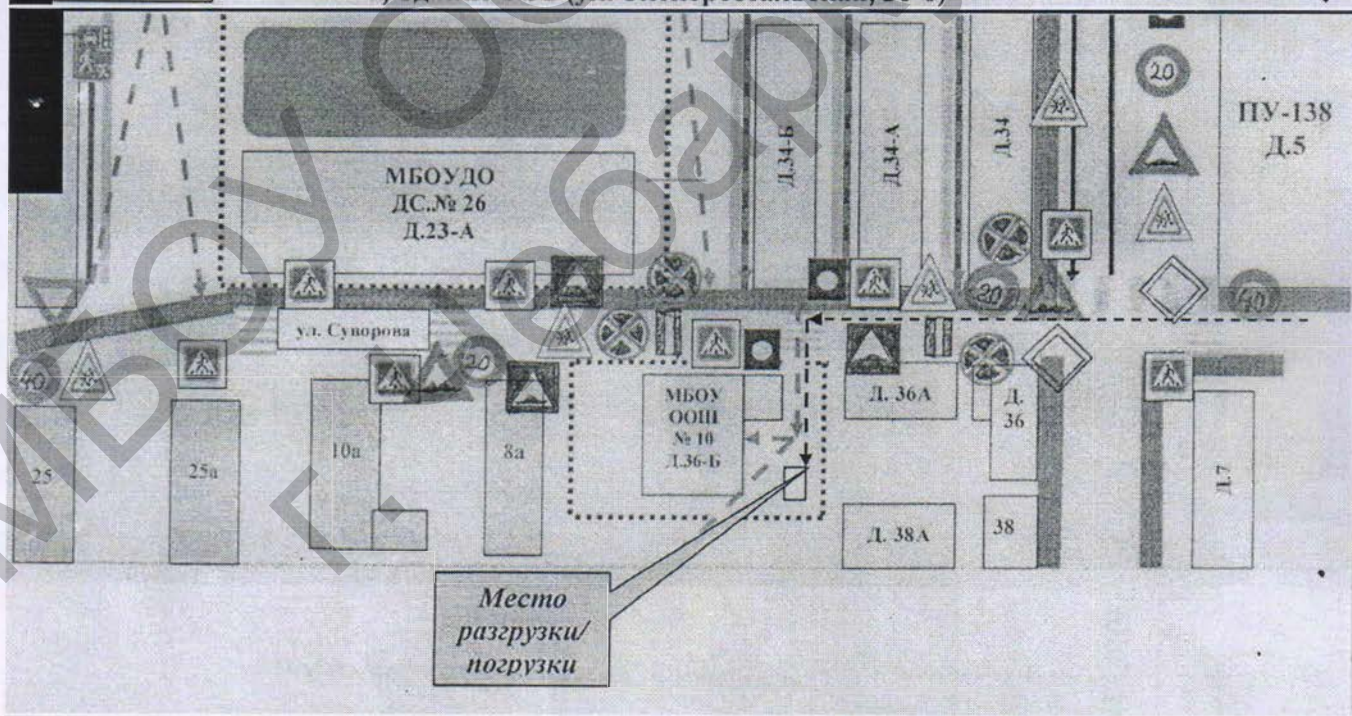 20
ПУ-138
Д.5
Д.34-Б
Д.34-А
Д.34
МБОУДО
ДС.№ 26
Д.23-А
20
40
ул. Суворова
40
20
МБОУ
ООШ
№ 10
Д.36-Б
Д. 36А
Д.
36
25
25а
10а
8а
Д.7
Д. 38А
38
Место
разгрузки/
погрузки
МБОУ
г.